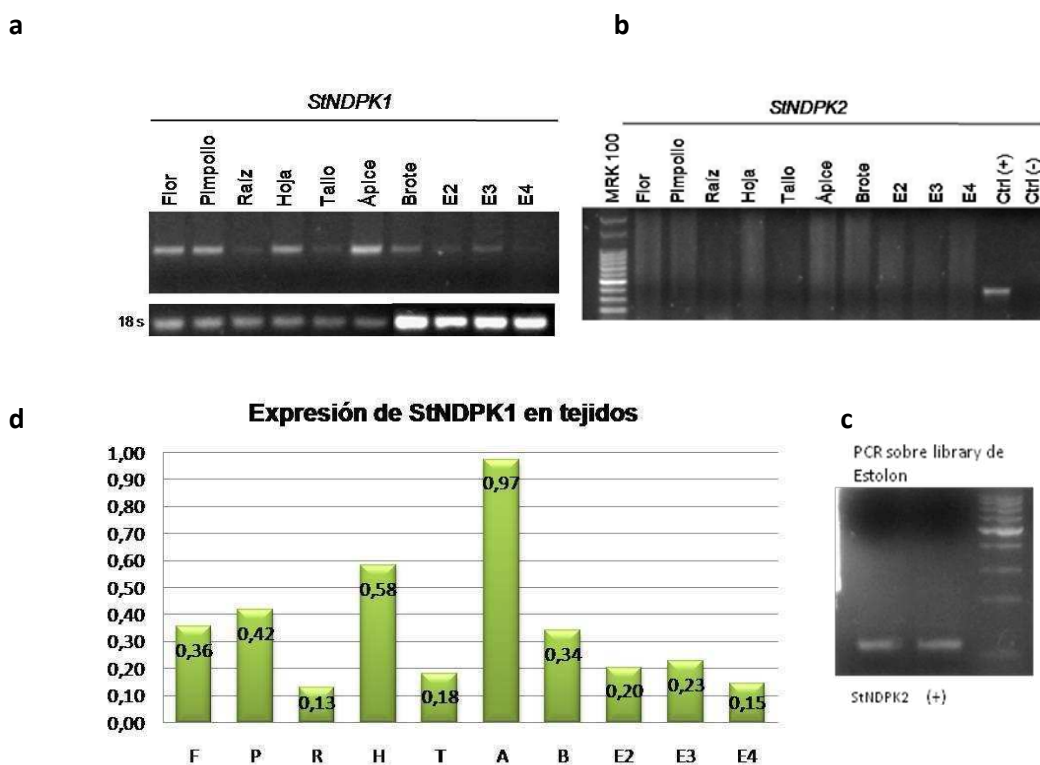 a
b
StNDPK1
Flor
Pimpollo
Raíz
Hoja
Tallo
Ápice
Brote
E2
E3
E4
18 s
StNDPK2
MRK 100
Flor
Pimpollo
Raíz
Hoja
Tallo
Ápice
Brote
E2
E3
E4
Ctrl (+)
Ctrl (-)
d
Expresión de StNDPK1 en tejidos
1,00
0,90
0,80
0,70
0,60
0,50
0,40
0,30
0,20
0,10
0,00
0,36
0,42
0,13
0,58
0,18
0,97
0,34
0,20
0,23
0,15
F P R H T A B E2 E3 E4
c
PCR sobre library de
Estolon
StNDPK2 (+)